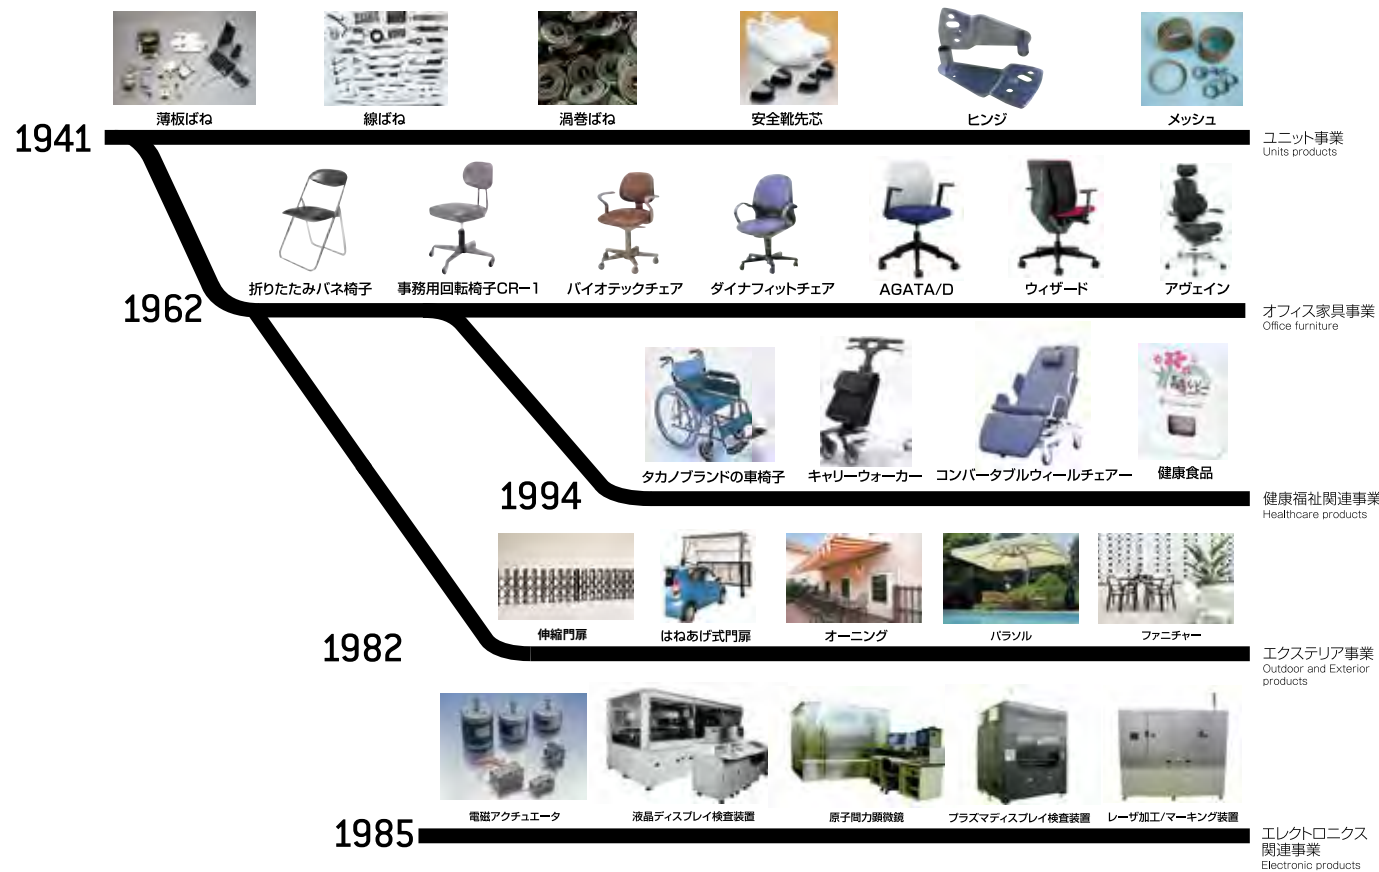 薄板ばね
線ばね
渦巻ばね
安全靴先芯
ヒンジ
メッシュ
1941
ユニット事業
Units products
折りたたみバネ椅子
事務用回転椅子CR−1
バイオテックチェア
ダイナフィットチェア
AGATA/D
ウィザード
アヴェイン
1962
オフィス家具事業
Office furniture
タカノブランドの車椅子
キャリーウォーカー
コンバータブルウィールチェアー
健康食品
1994
健康福祉関連事業
Healthcare products
伸縮門扉
はねあげ式門扉
オーニング
パラソル
ファニチャー
1982
エクステリア事業
Outdoor and Exterior
products
電磁アクチュエータ
液晶ディスプレイ検査装置
原子間力顕微鏡
プラズマディスプレイ検査装置
レーザ加工/マーキング装置
1985
エレクトロニクス
関連事業
Electronic products